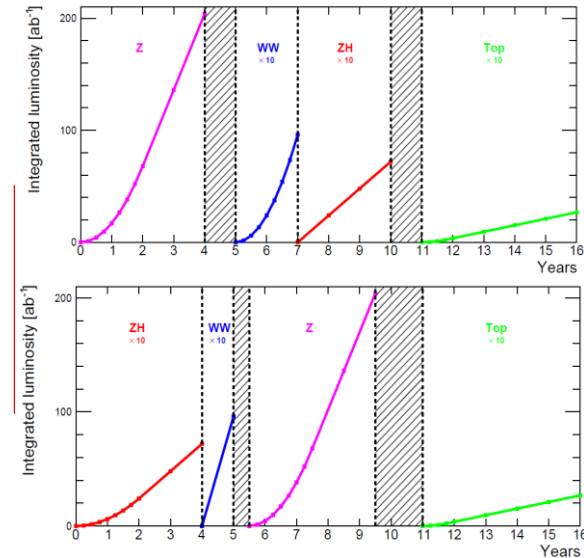 Integrated luminosity [ab⁻¹]
200
100
0
Z
WW
× 10
ZH
× 10
Top
× 10
0 1 2 3 4 5 6 7 8 9 10 11 12 13 14 15 16
Years
Integrated luminosity [ab⁻¹]
200
100
0
ZH
× 10
WW
× 10
Z
Top
× 10
0 1 2 3 4 5 6 7 8 9 10 11 12 13 14 15 16
Years